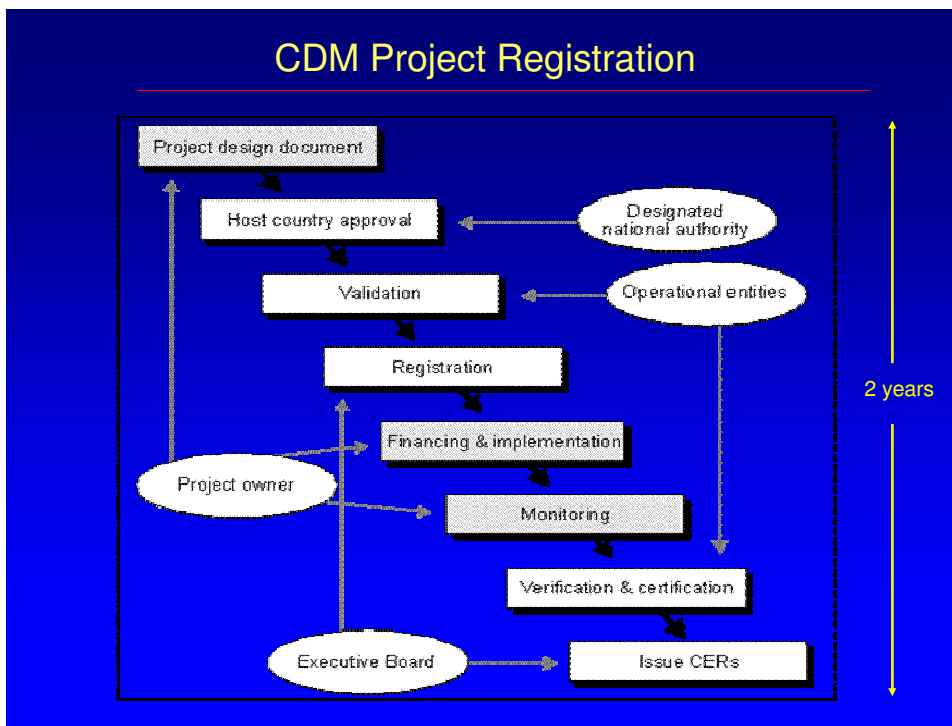 CDM Project Registration
Project design document
Host country approval
Designated
national authority
Validation
Operational entities
Registration
2 years
Financing & implementation
Project owner
Monitoring
Verification & certification
Executive Board
Issue CERs